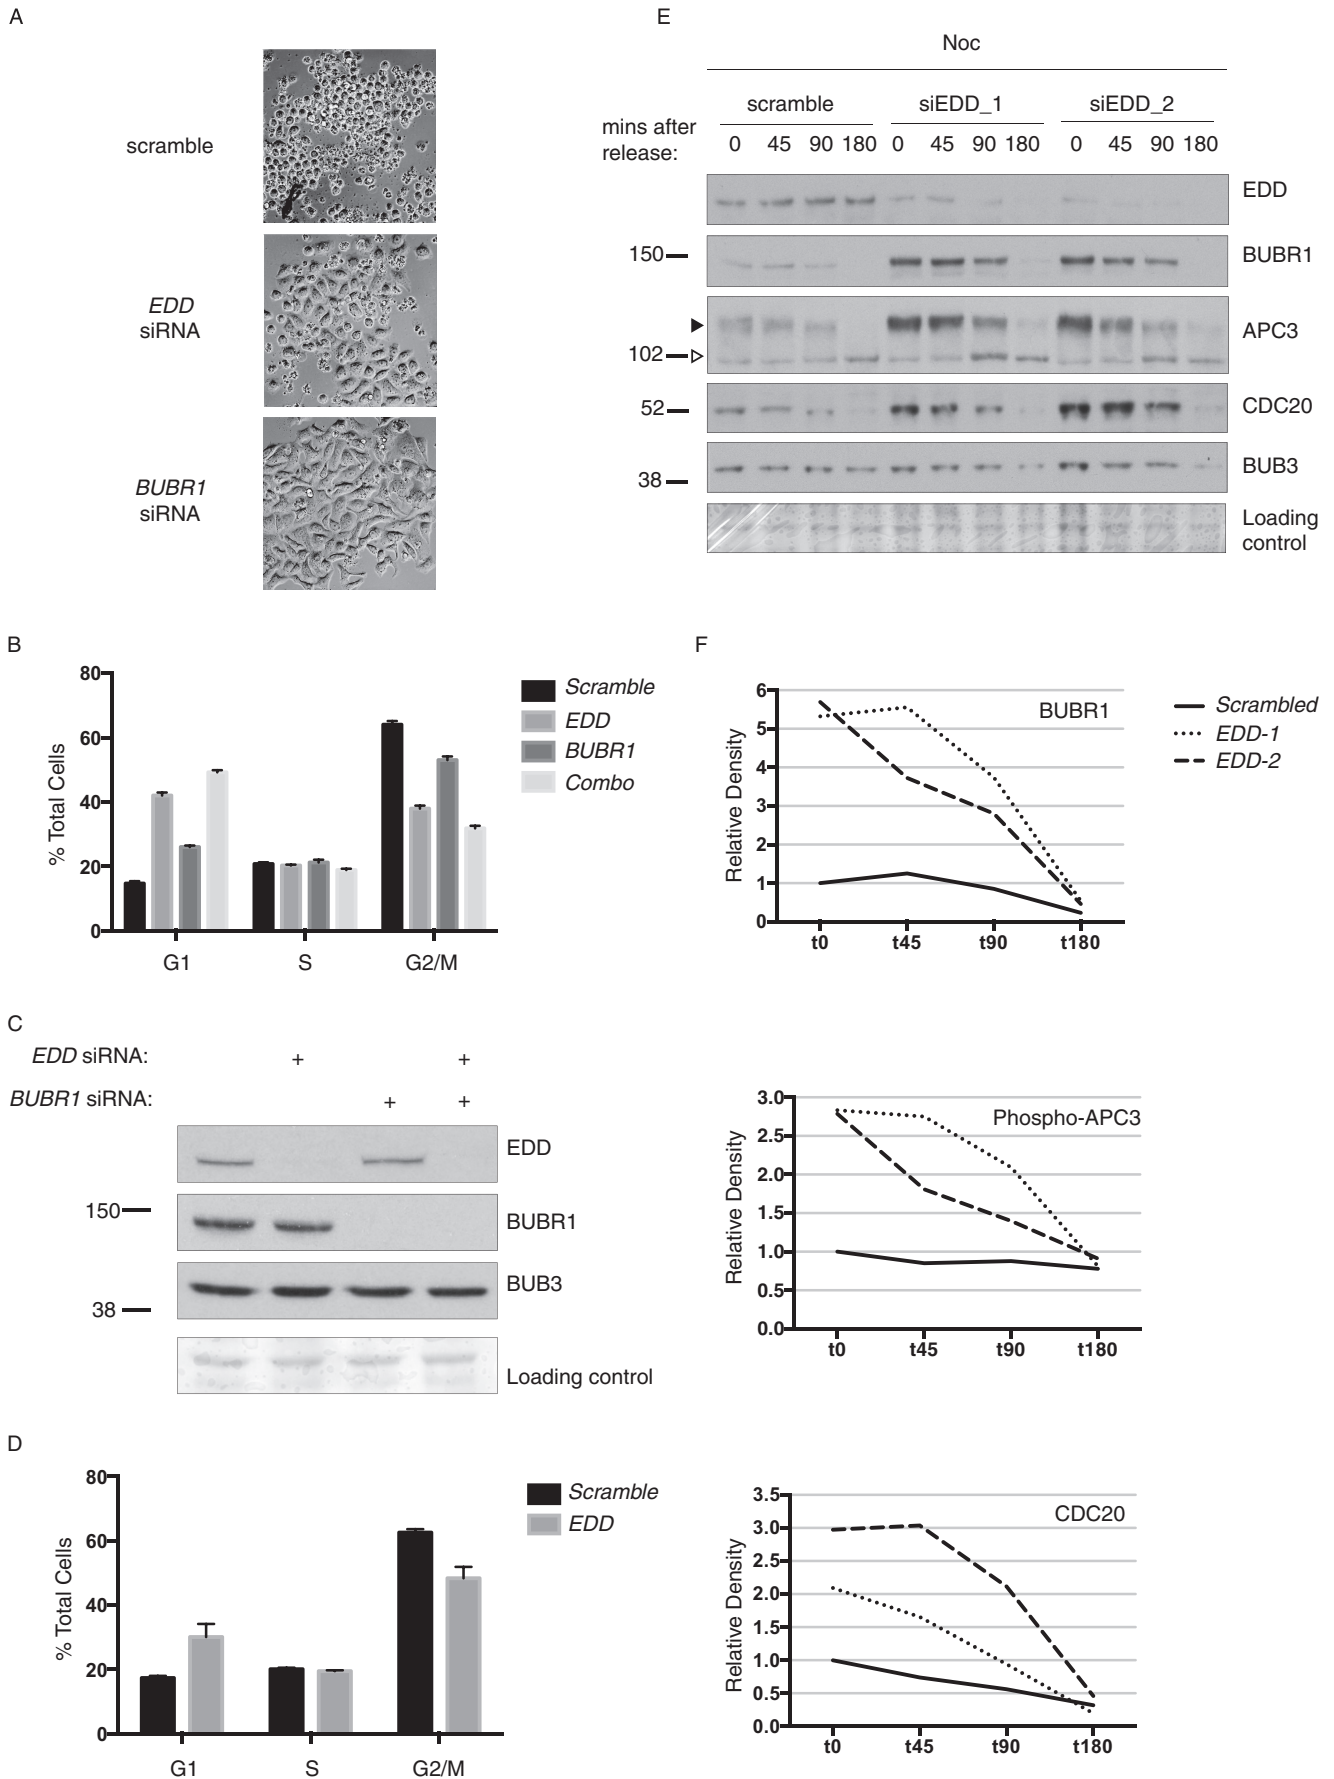 A
scramble
EDD
siRNA
BUBR1
siRNA
B
80
60
40
20
0
% Total Cells
G1
S
G2/M
Scramble
EDD
BUBR1
Combo
C
EDD siRNA: + +
BUBR1 siRNA: + +
EDD
150
BUBR1
BUB3
38
Loading control
D
80
60
40
20
0
% Total Cells
G1
S
G2/M
Scramble
EDD
E
Noc
scramble siEDD_1 siEDD_2
mins after
release:
0 45 90 180 0 45 90 180 0 45 90 180
EDD
150
BUBR1
APC3
102
52
CDC20
BUB3
38
Loading
control
F
6
5
4
3
2
1
0
Relative Density
BUBR1
t0 t45 t90 t180
Scrambled
EDD-1
EDD-2
3.0
2.5
2.0
1.5
1.0
0.5
0.0
Relative Density
Phospho-APC3
t0 t45 t90 t180
3.5
3.0
2.5
2.0
1.5
1.0
0.5
0.0
Relative Density
CDC20
t0 t45 t90 t180